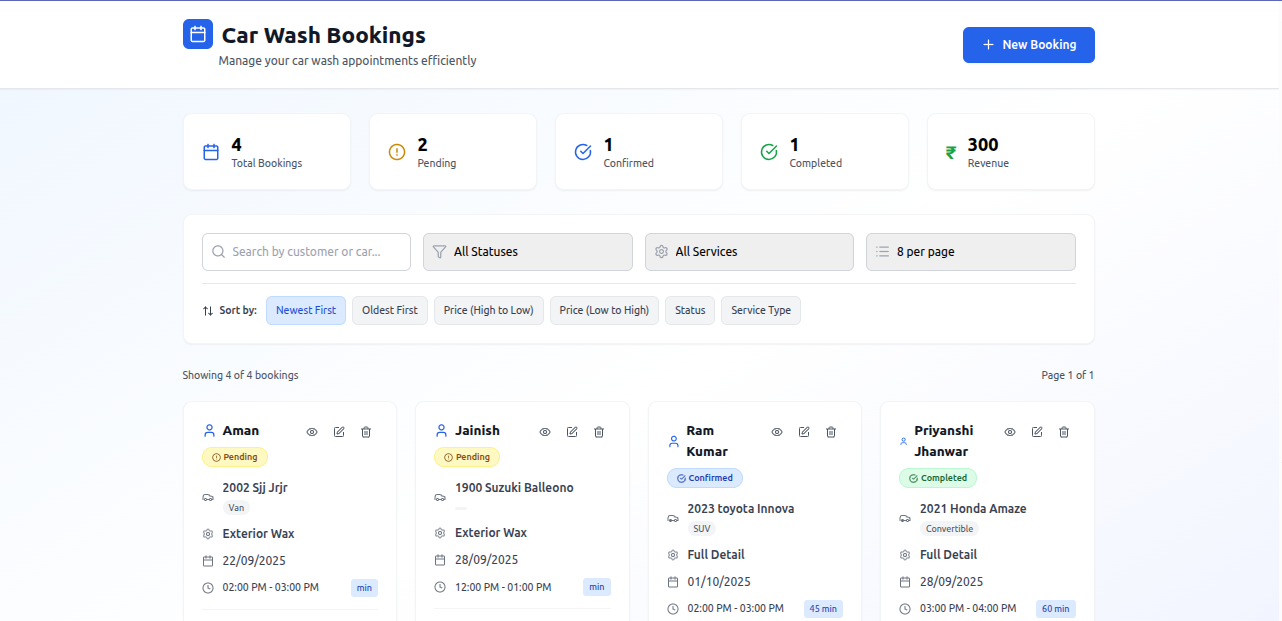 Car Wash Bookings
Manage your car wash appointments efficiently
New Booking
4
Total Bookings
2
Pending
1
Confirmed
1
Completed
₹ 300
Revenue
Search by customer or car...
All Statuses
All Services
8 per page
Sort by:
Newest First
Oldest First
Price (High to Low)
Price (Low to High)
Status
Service Type
Showing 4 of 4 bookings
Page 1 of 1
Aman
Pending
2002 Sjj Jrjr
Van
Exterior Wax
22/09/2025
02:00 PM - 03:00 PM
min
Jainish
Pending
1900 Suzuki Balleono
Exterior Wax
28/09/2025
12:00 PM - 01:00 PM
min
Ram
Kumar
Confirmed
2023 toyota Innova
SUV
Full Detail
01/10/2025
02:00 PM - 03:00 PM
45 min
Priyanshi
Jhanwar
Completed
2021 Honda Amaze
Convertible
Full Detail
28/09/2025
03:00 PM - 04:00 PM
60 min